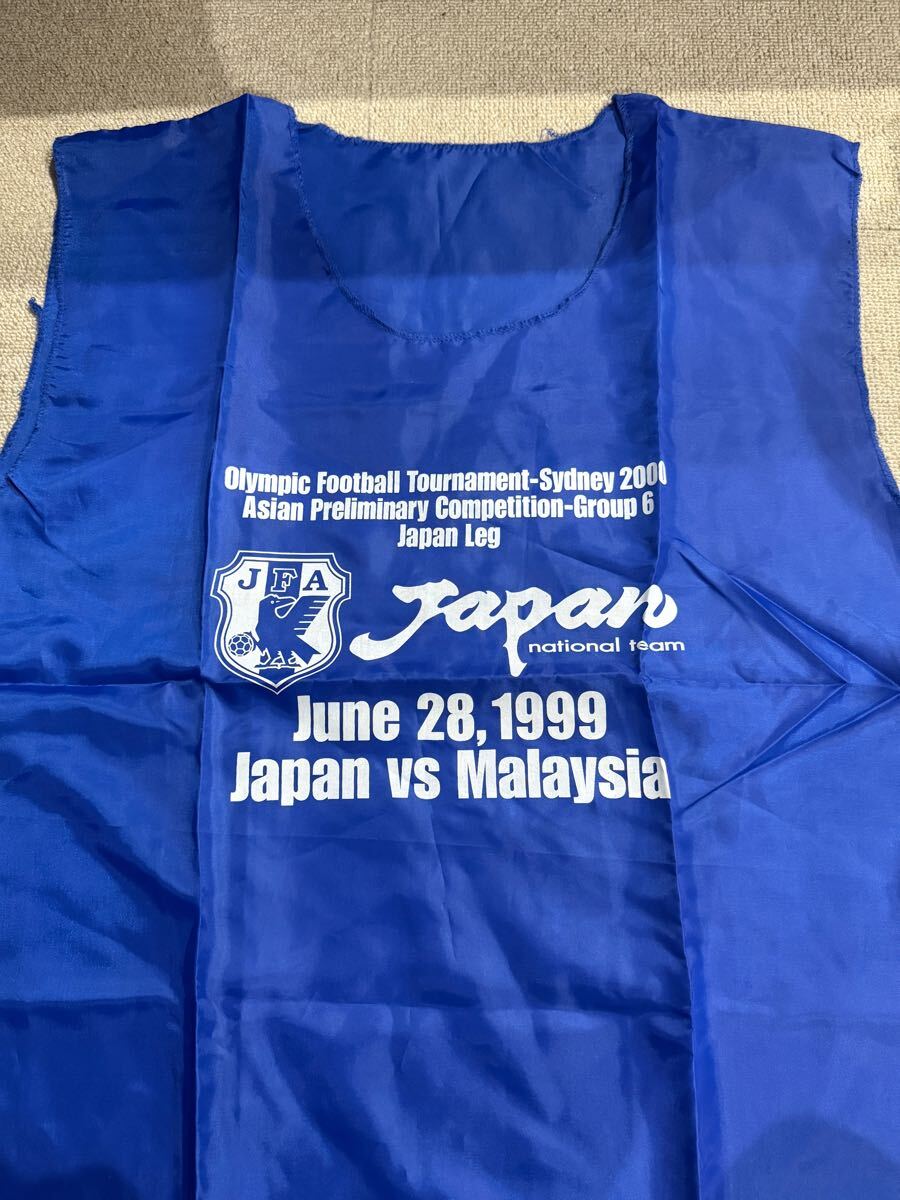 Olympic Football Tournament-Sydney 2000
Asian Preliminary Competition-Group 6
Japan Leg
JFA
Japan
national team
June 28, 1999
Japan vs Malaysia